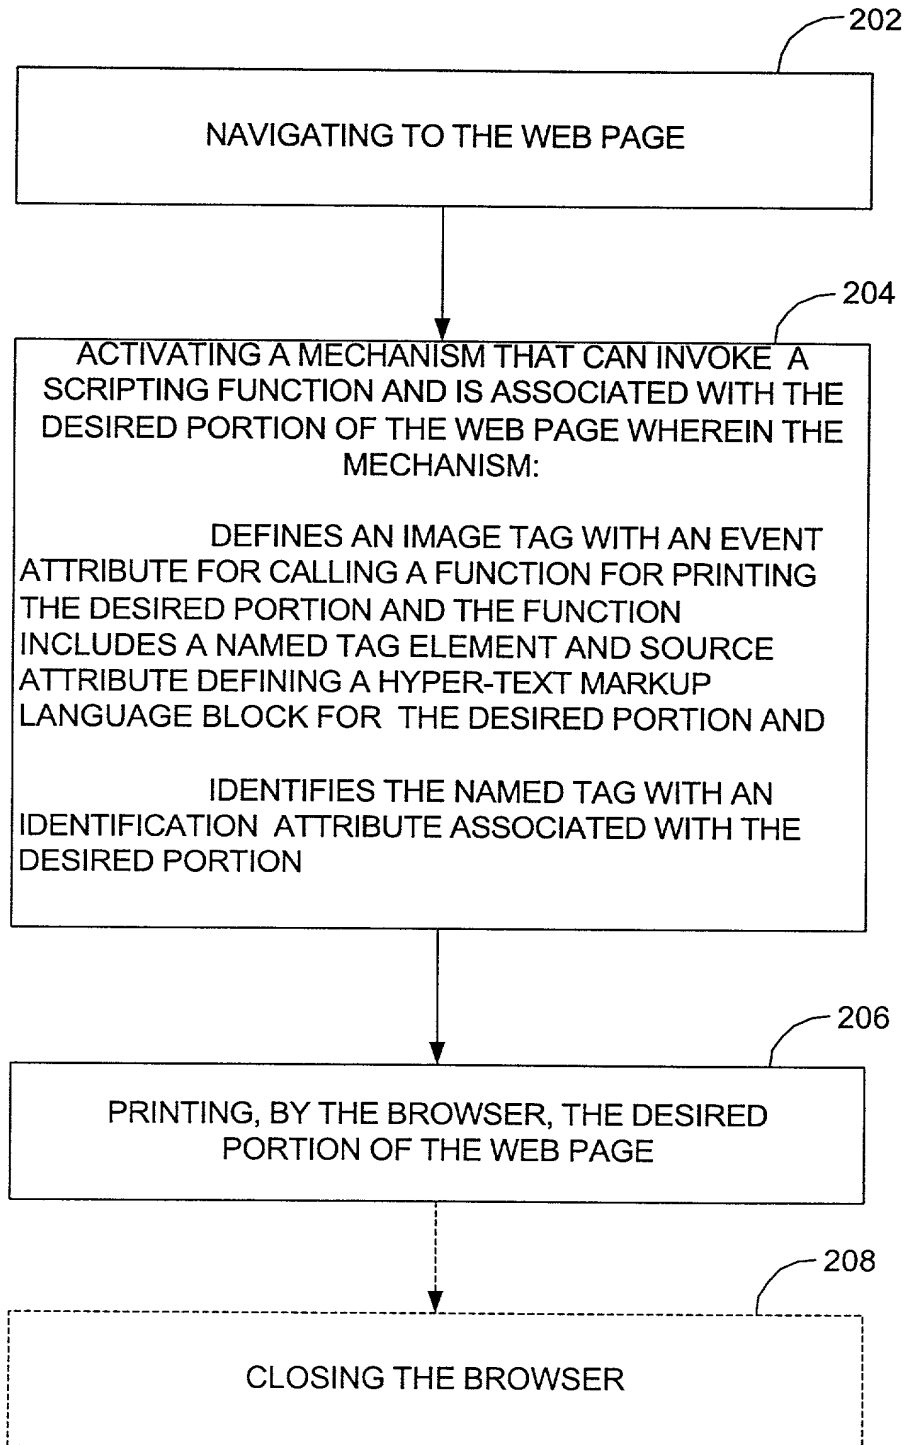 202
NAVIGATING TO THE WEB PAGE
204
ACTIVATING A MECHANISM THAT CAN INVOKE A
SCRIPTING FUNCTION AND IS ASSOCIATED WITH THE
DESIRED PORTION OF THE WEB PAGE WHEREIN THE
MECHANISM:
DEFINES AN IMAGE TAG WITH AN EVENT
ATTRIBUTE FOR CALLING A FUNCTION FOR PRINTING
THE DESIRED PORTION AND THE FUNCTION
INCLUDES A NAMED TAG ELEMENT AND SOURCE
ATTRIBUTE DEFINING A HYPER-TEXT MARKUP
LANGUAGE BLOCK FOR THE DESIRED PORTION AND
IDENTIFIES THE NAMED TAG WITH AN
IDENTIFICATION ATTRIBUTE ASSOCIATED WITH THE
DESIRED PORTION
206
PRINTING, BY THE BROWSER, THE DESIRED
PORTION OF THE WEB PAGE
208
CLOSING THE BROWSER